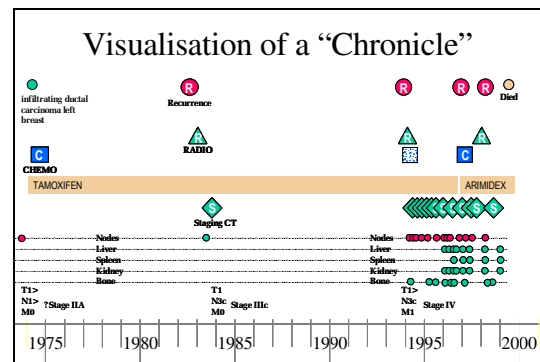 Visualisation of a “Chronicle”
R R R R Died
infiltrating ductal
carcinoma left
breast
Recurrence
R R R
RADIO
C C
CHEMO
TAMOXIFEN ARIMIDEX
S S S
Staging CT
Nodes Nodes
Liver Liver
Spleen Spleen
Kidney Kidney
Bone Bone
T1> T1 T1>
N1> ?Stage IIA N3c Stage IIIc N3c Stage IV
M0 M0 M1
1975 1980 1985 1990 1995 2000